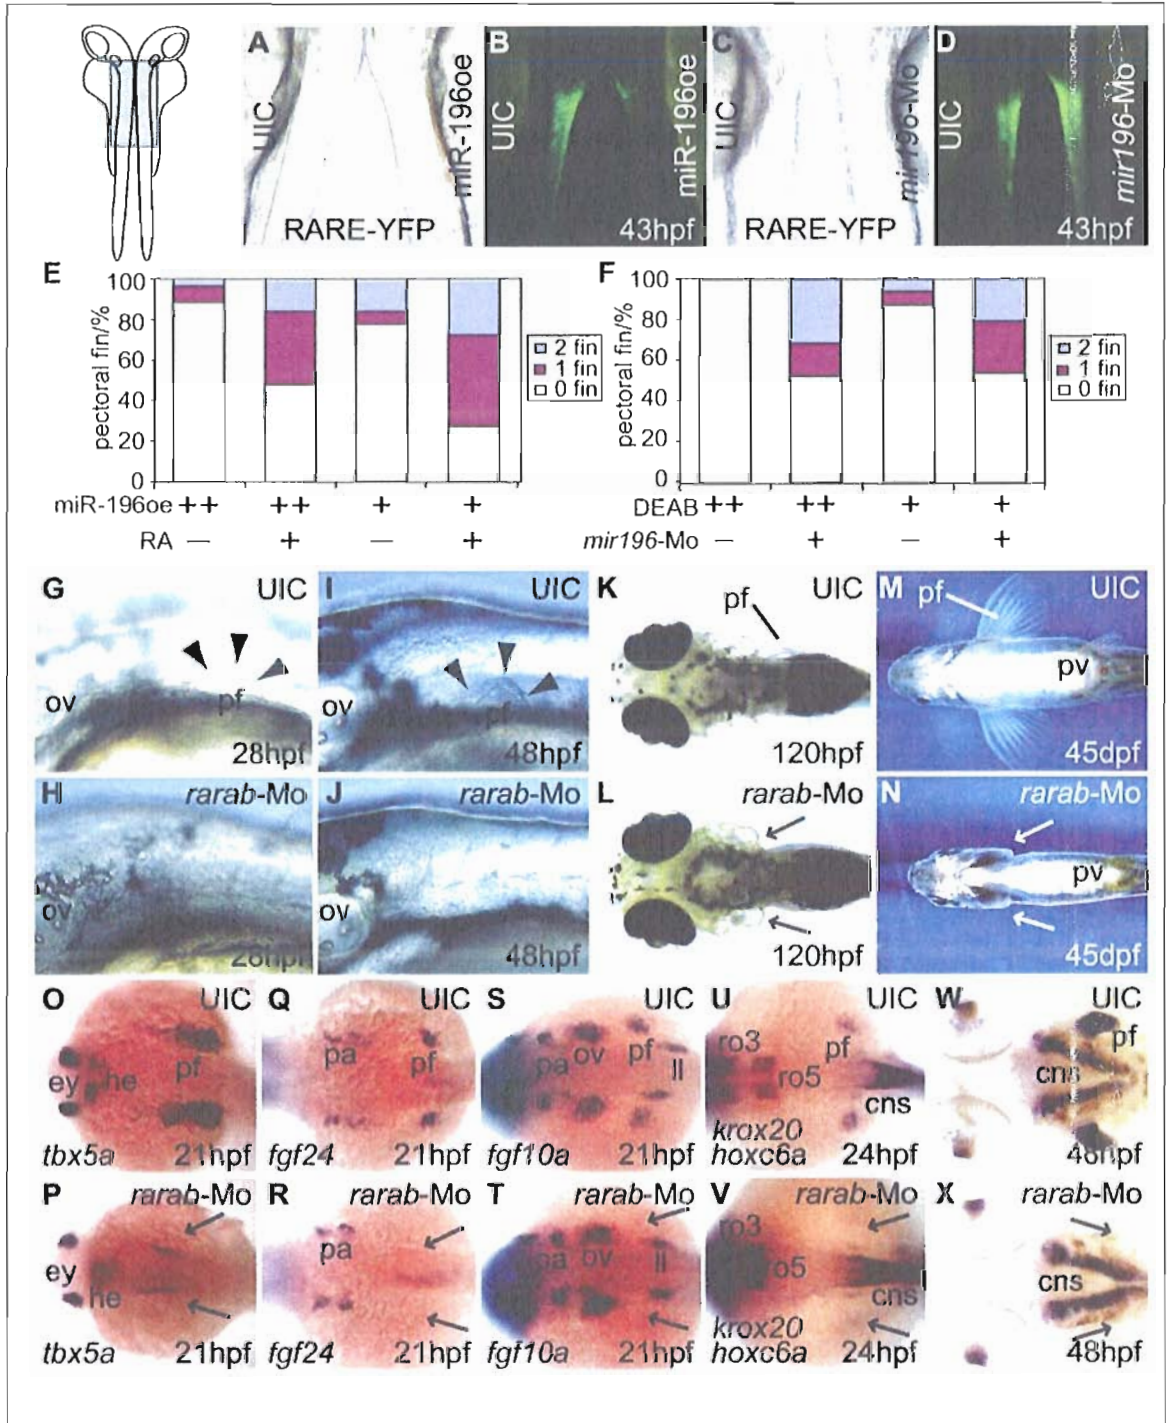 A
UIC
miR-196oe
RARE-YFP
B
UIC
miR-196oe
43hpf
C
UIC
mir196-Mo
RARE-YFP
D
UIC
mir196-Mo
43hpf
E
pectoral fin/%
100
80
60
40
20
0
2 fin
1 fin
0 fin
miR-196oe ++ ++ + +
RA — + — +
F
pectoral fin/%
100
80
60
40
20
0
2 fin
1 fin
0 fin
DEAB ++ ++ + +
mir196-Mo — + — +
G UIC
ov pf
28hpf
I UIC
ov pf
48hpf
K UIC
pf
120hpf
M UIC
pf
pv
45dpf
H rarab-Mo
ov
28hpf
J rarab-Mo
ov
48hpf
L rarab-Mo
120hpf
N rarab-Mo
pv
45dpf
O UIC
ey he pf
tbx5a 21hpf
Q UIC
pa pf
fgf24 21hpf
S UIC
pa ov pf ll
fgf10a 21hpf
U UIC
ro3 pf
ro5
cns
krox20
hoxc6a 24hpf
W UIC
pf
cns
48hpf
P rarab-Mo
ey he
tbx5a 21hpf
R rarab-Mo
pa
fgf24 21hpf
T rarab-Mo
pa ov ll
fgf10a 21hpf
V rarab-Mo
ro3
ro5
cns
krox20
hoxc6a 24hpf
X rarab-Mo
cns
48hpf